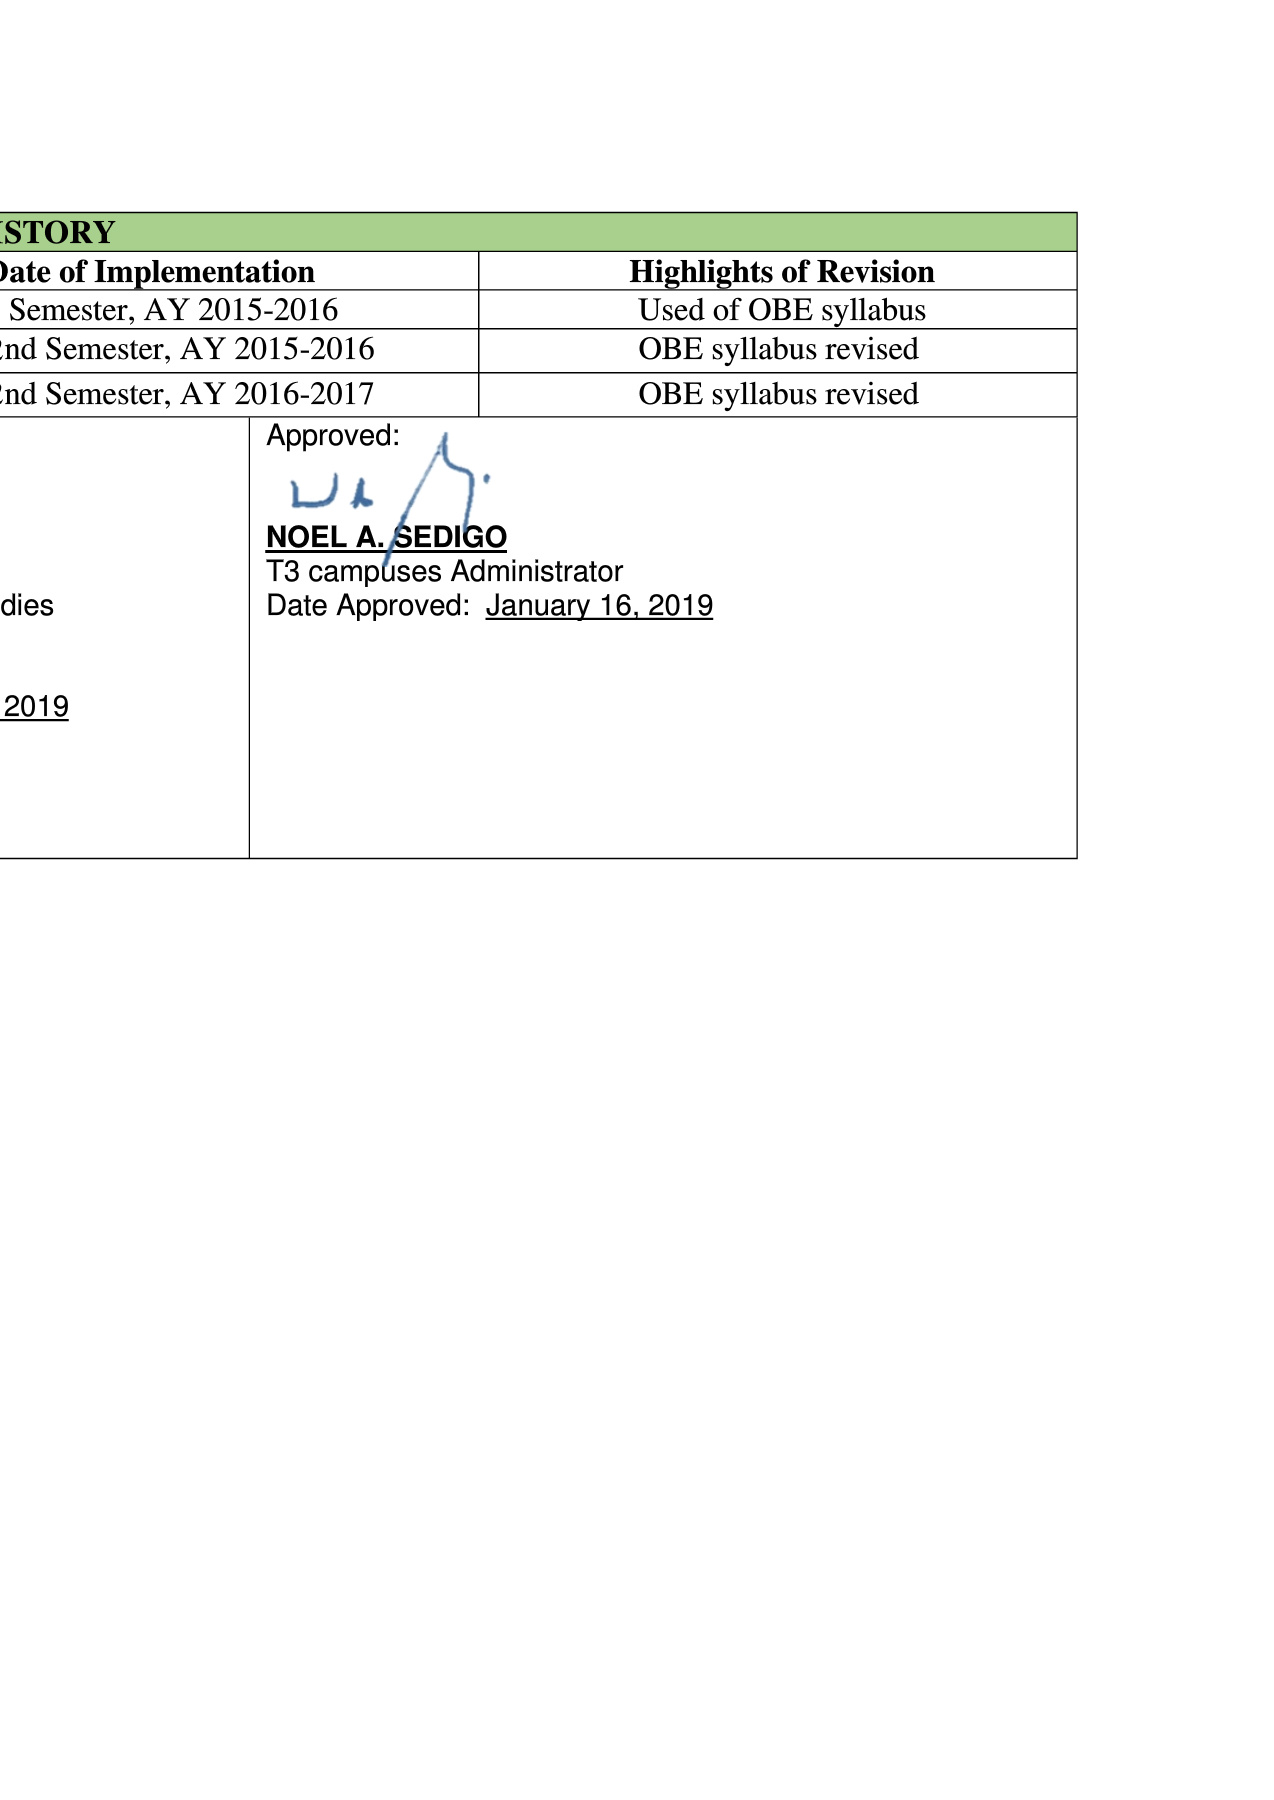 ISTORY
Date of Implementation Highlights of Revision
Semester, AY 2015-2016 Used of OBE syllabus
2nd Semester, AY 2015-2016 OBE syllabus revised
2nd Semester, AY 2016-2017 OBE syllabus revised
Approved:
NOEL A. SEDIGO
T3 campuses Administrator
dies Date Approved: January 16, 2019
2019